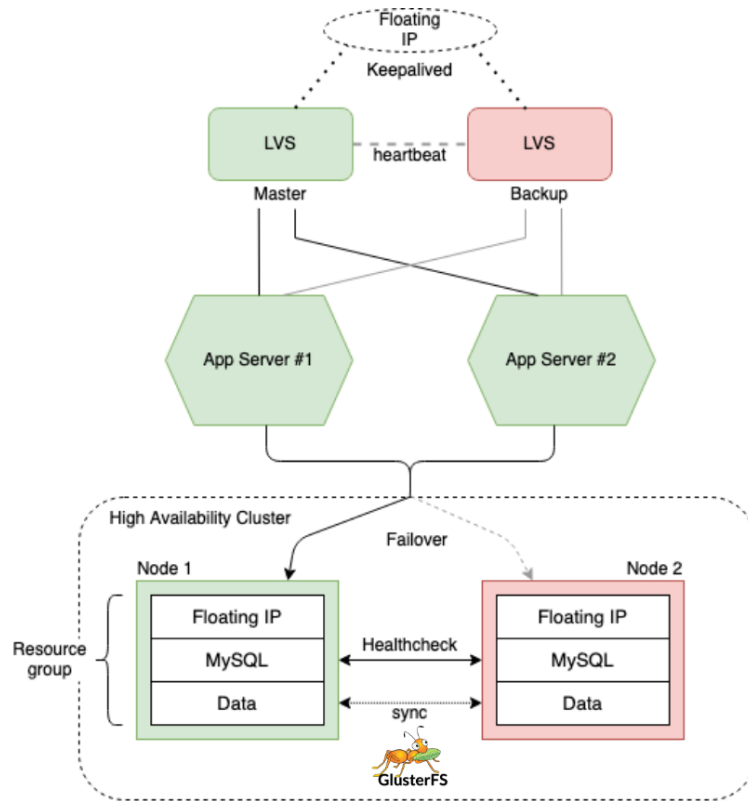 Floating
IP
Keepalived
LVS
LVS
heartbeat
Master
Backup
App Server #1
App Server #2
High Availability Cluster
Failover
Node 1
Node 2
Resource
group
Floating IP
MySQL
Data
Healthcheck
sync
Floating IP
MySQL
Data
GlusterFS